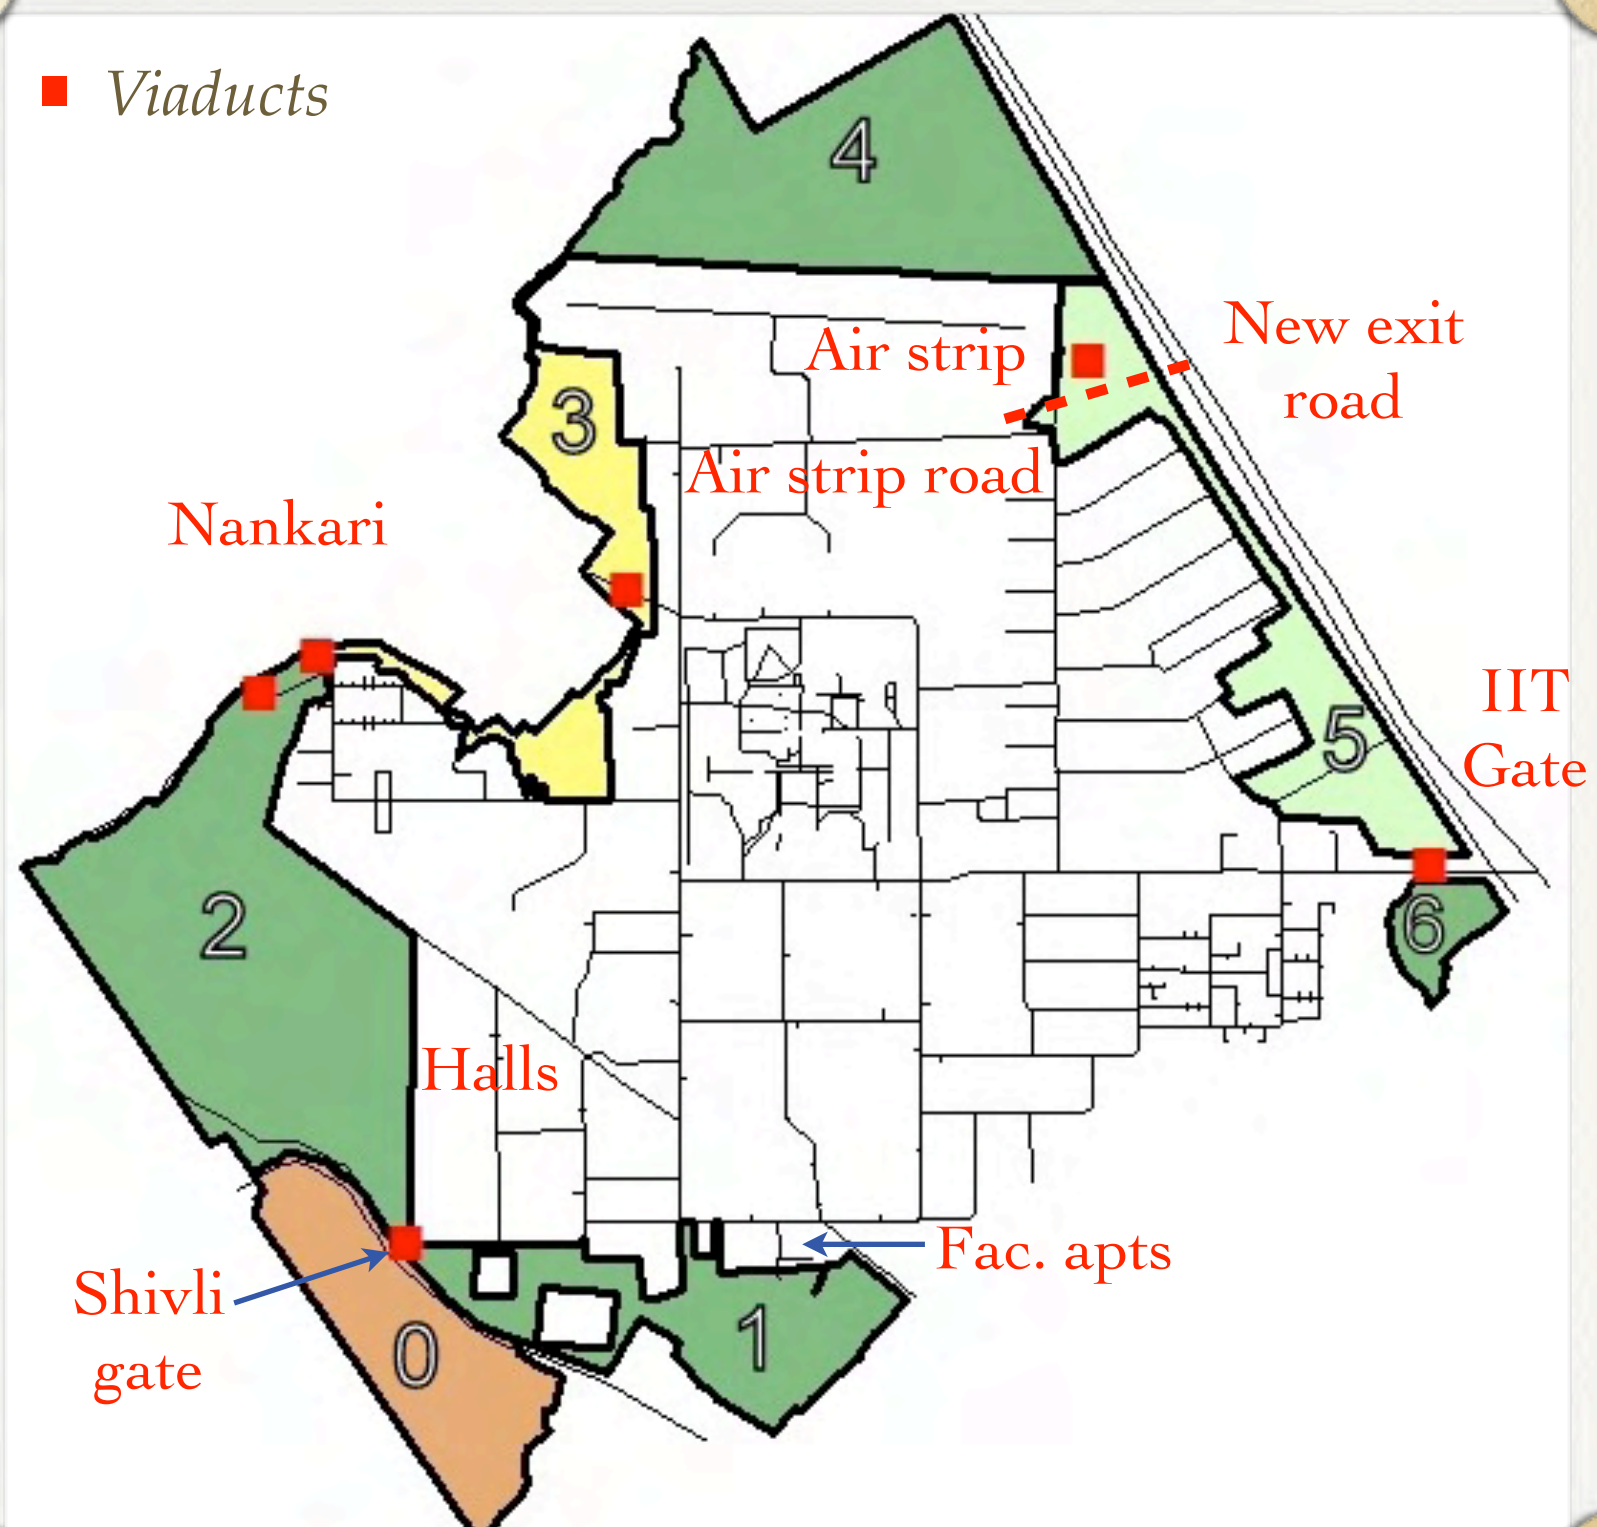 Viaducts
4
New exit
road
Air strip
3
Air strip road
Nankari
IIT
Gate
5
2
6
Halls
Fac. apts
Shivli
gate
0
1